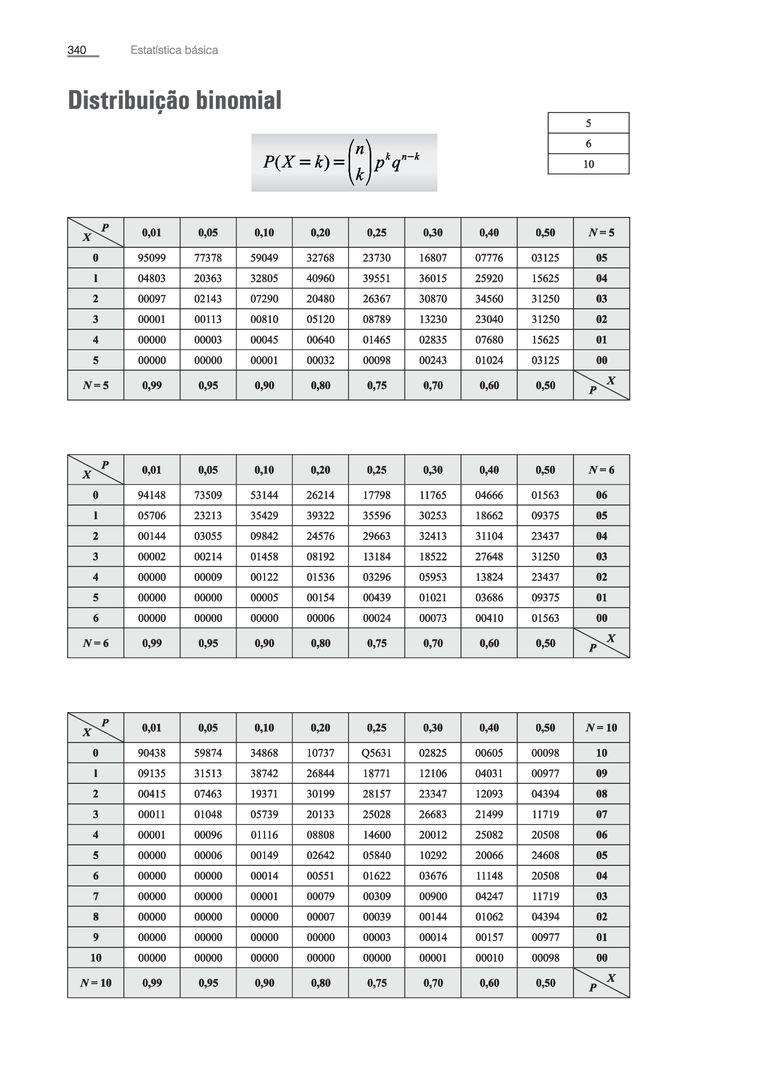 340 Estatística básica
Distribuição binomial
P(X = k) = (n k) p^k q^n−k
5
6
10
X P 0,01 0,05 0,10 0,20 0,25 0,30 0,40 0,50 N = 5
0 95099 77378 59049 32768 23730 16807 07776 03125 05
1 04803 20363 32805 40960 39551 36015 25920 15625 04
2 00097 02143 07290 20480 26367 30870 34560 31250 03
3 00001 00113 00810 05120 08789 13230 23040 31250 02
4 00000 00003 00045 00640 01465 02835 07680 15625 01
5 00000 00000 00001 00032 00098 00243 01024 03125 00
N = 5 0,99 0,95 0,90 0,80 0,75 0,70 0,60 0,50 P X
X P 0,01 0,05 0,10 0,20 0,25 0,30 0,40 0,50 N = 6
0 94148 73509 53144 26214 17798 11765 04666 01563 06
1 05706 23213 35429 39322 35596 30253 18662 09375 05
2 00144 03055 09842 24576 29663 32413 31104 23437 04
3 00002 00214 01458 08192 13184 18522 27648 31250 03
4 00000 00009 00122 01536 03296 05953 13824 23437 02
5 00000 00000 00005 00154 00439 01021 03686 09375 01
6 00000 00000 00000 00006 00024 00073 00410 01563 00
N = 6 0,99 0,95 0,90 0,80 0,75 0,70 0,60 0,50 P X
X P 0,01 0,05 0,10 0,20 0,25 0,30 0,40 0,50 N = 10
0 90438 59874 34868 10737 Q5631 02825 00605 00098 10
1 09135 31513 38742 26844 18771 12106 04031 00977 09
2 00415 07463 19371 30199 28157 23347 12093 04394 08
3 00011 01048 05739 20133 25028 26683 21499 11719 07
4 00001 00096 01116 08808 14600 20012 25082 20508 06
5 00000 00006 00149 02642 05840 10292 20066 24608 05
6 00000 00000 00014 00551 01622 03676 11148 20508 04
7 00000 00000 00001 00079 00309 00900 04247 11719 03
8 00000 00000 00000 00007 00039 00144 01062 04394 02
9 00000 00000 00000 00000 00003 00014 00157 00977 01
10 00000 00000 00000 00000 00000 00001 00010 00098 00
N = 10 0,99 0,95 0,90 0,80 0,75 0,70 0,60 0,50 P X